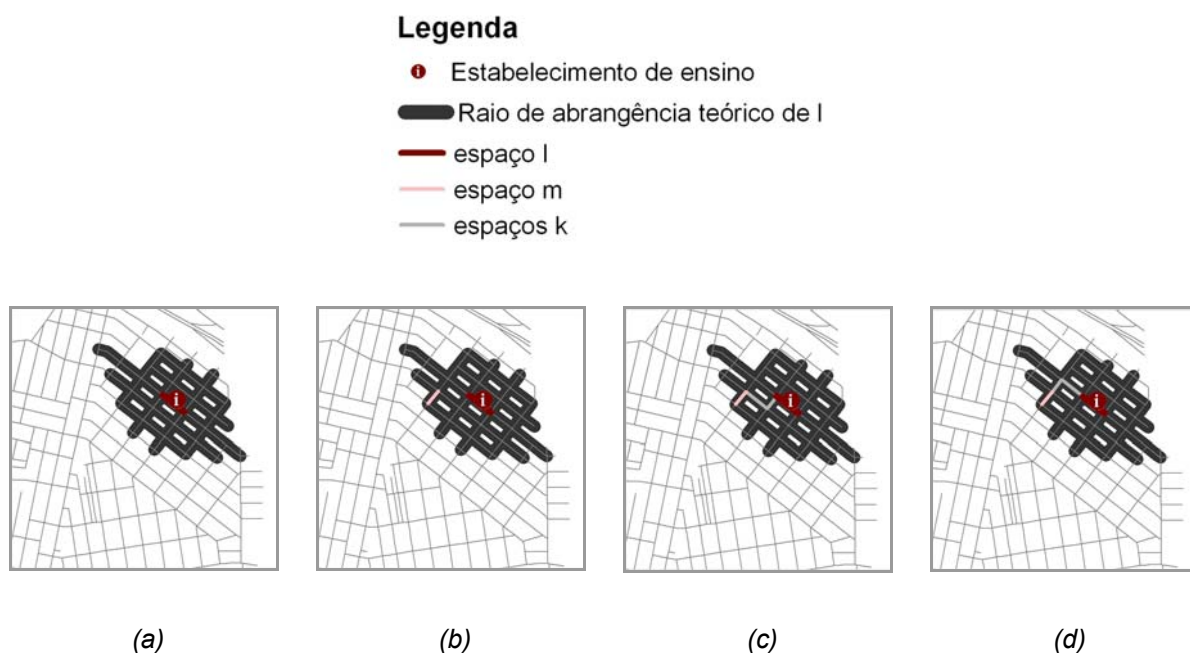 Legenda
i Estabelecimento de ensino
Raio de abrangência teórico de l
espaço l
espaço m
espaços k
i i i i
(a) (b) (c) (d)